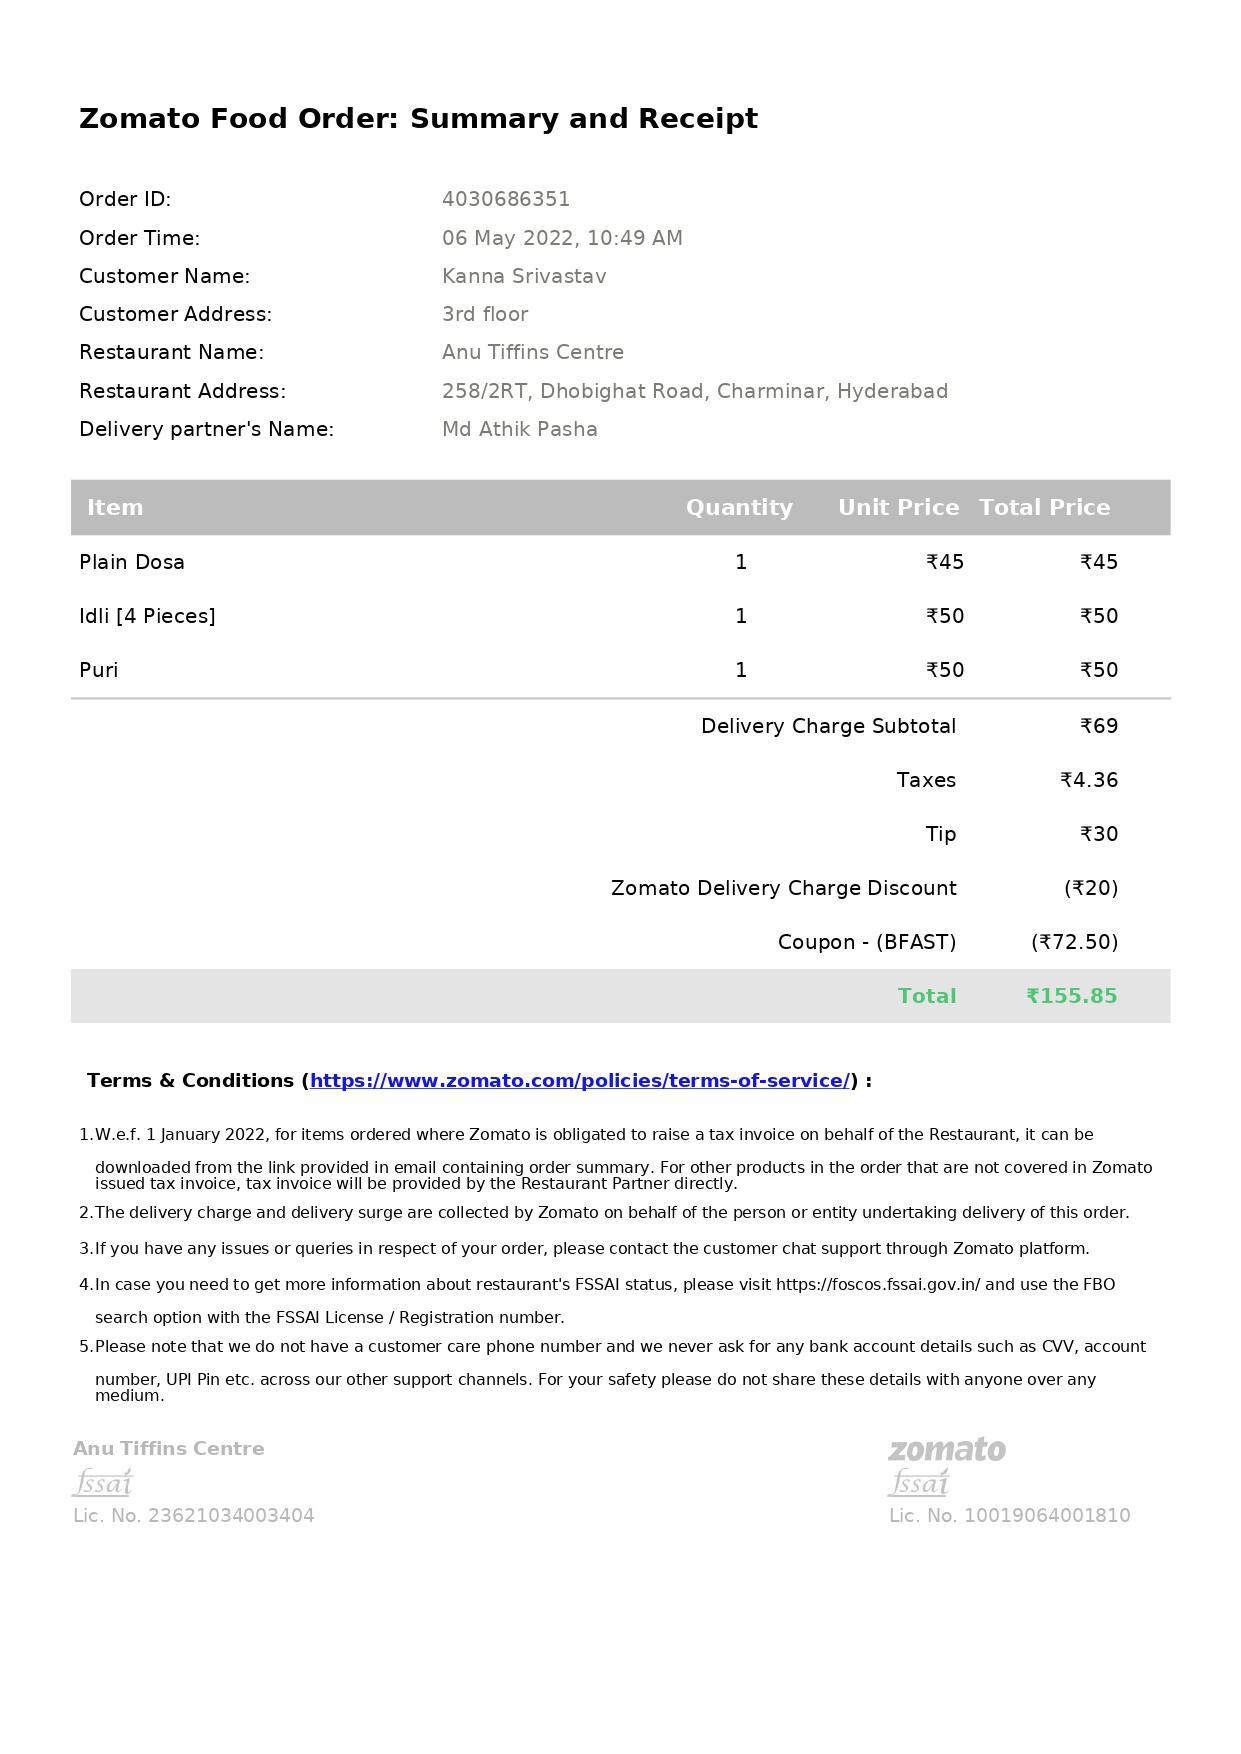 Zomato Food Order: Summary and Receipt
Order ID: 4030686351
Order Time: 06 May 2022, 10:49 AM
Customer Name: Kanna Srivastav
Customer Address: 3rd floor
Restaurant Name: Anu Tiffins Centre
Restaurant Address: 258/2RT, Dhobighat Road, Charminar, Hyderabad
Delivery partner's Name: Md Athik Pasha
Item Quantity Unit Price Total Price
Plain Dosa 1 ₹45 ₹45
Idli [4 Pieces] 1 ₹50 ₹50
Puri 1 ₹50 ₹50
Delivery Charge Subtotal ₹69
Taxes ₹4.36
Tip ₹30
Zomato Delivery Charge Discount (₹20)
Coupon - (BFAST) (₹72.50)
Total ₹155.85
Terms & Conditions (https://www.zomato.com/policies/terms-of-service/) :
1.W.e.f. 1 January 2022, for items ordered where Zomato is obligated to raise a tax invoice on behalf of the Restaurant, it can be
downloaded from the link provided in email containing order summary. For other products in the order that are not covered in Zomato
issued tax invoice, tax invoice will be provided by the Restaurant Partner directly.
2.The delivery charge and delivery surge are collected by Zomato on behalf of the person or entity undertaking delivery of this order.
3.If you have any issues or queries in respect of your order, please contact the customer chat support through Zomato platform.
4.In case you need to get more information about restaurant's FSSAI status, please visit https://foscos.fssai.gov.in/ and use the FBO
search option with the FSSAI License / Registration number.
5.Please note that we do not have a customer care phone number and we never ask for any bank account details such as CVV, account
number, UPI Pin etc. across our other support channels. For your safety please do not share these details with anyone over any
medium.
Anu Tiffins Centre zomato
fssai fssai
Lic. No. 23621034003404 Lic. No. 10019064001810